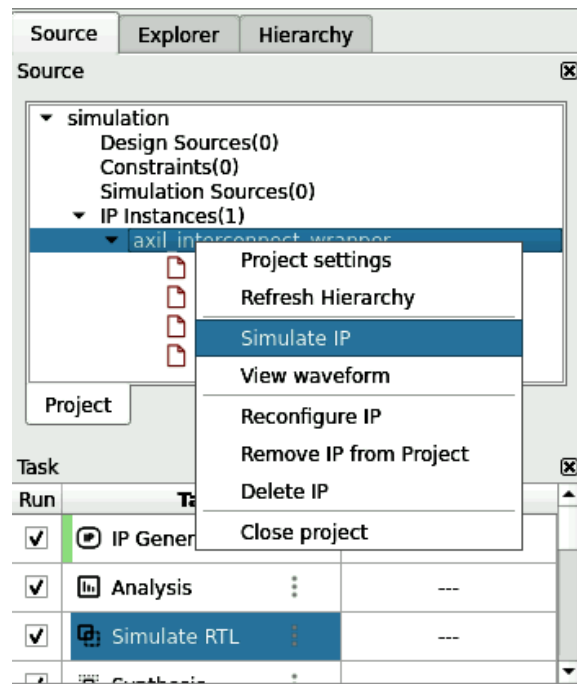 Source Explorer Hierarchy
Source
simulation
Design Sources(0)
Constraints(0)
Simulation Sources(0)
IP Instances(1)
axil_interconnect_wrapper
Project settings
Refresh Hierarchy
Simulate IP
View waveform
Reconfigure IP
Remove IP from Project
Delete IP
Close project
Project
Task
Run Ta
IP Gener
Analysis ---
Simulate RTL ---
Synthesis